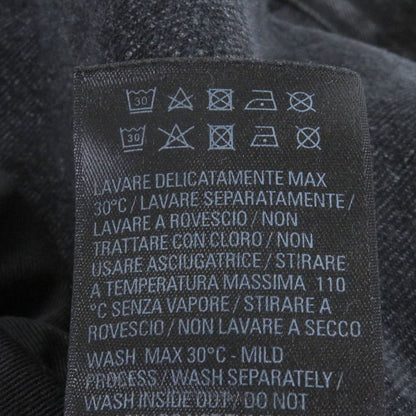 30
30
LAVARE DELICATAMENTE MAX
30°C / LAVARE SEPARATAMENTE /
LAVARE A ROVESCIO / NON
TRATTARE CON CLORO / NON
USARE ASCIUGATRICE / STIRARE
A TEMPERATURA MASSIMA 110
°C SENZA VAPORE / STIRARE A
ROVESCIO / NON LAVARE A SECCO
WASH MAX 30°C - MILD
PROCESS / WASH SEPARATELY /
WASH INSIDE OUT / DO NOT